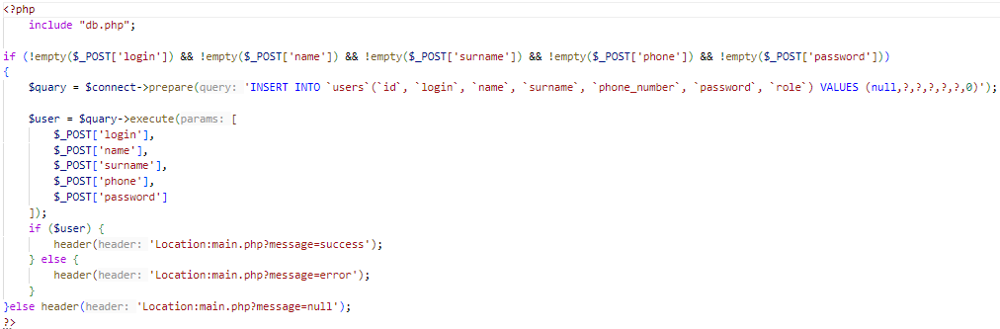 <?php
include "db.php";
if (!empty($_POST['login']) && !empty($_POST['name']) && !empty($_POST['surname']) && !empty($_POST['phone']) && !empty($_POST['password']))
{
$quary = $connect->prepare(query: 'INSERT INTO `users`(`id`, `login`, `name`, `surname`, `phone_number`, `password`, `role`) VALUES (null,?,?,?,?,?,0)');
$user = $quary->execute(params: [
$_POST['login'],
$_POST['name'],
$_POST['surname'],
$_POST['phone'],
$_POST['password']
]);
if ($user) {
header(header: 'Location:main.php?message=success');
} else {
header(header: 'Location:main.php?message=error');
}
}else header(header: 'Location:main.php?message=null');
?>